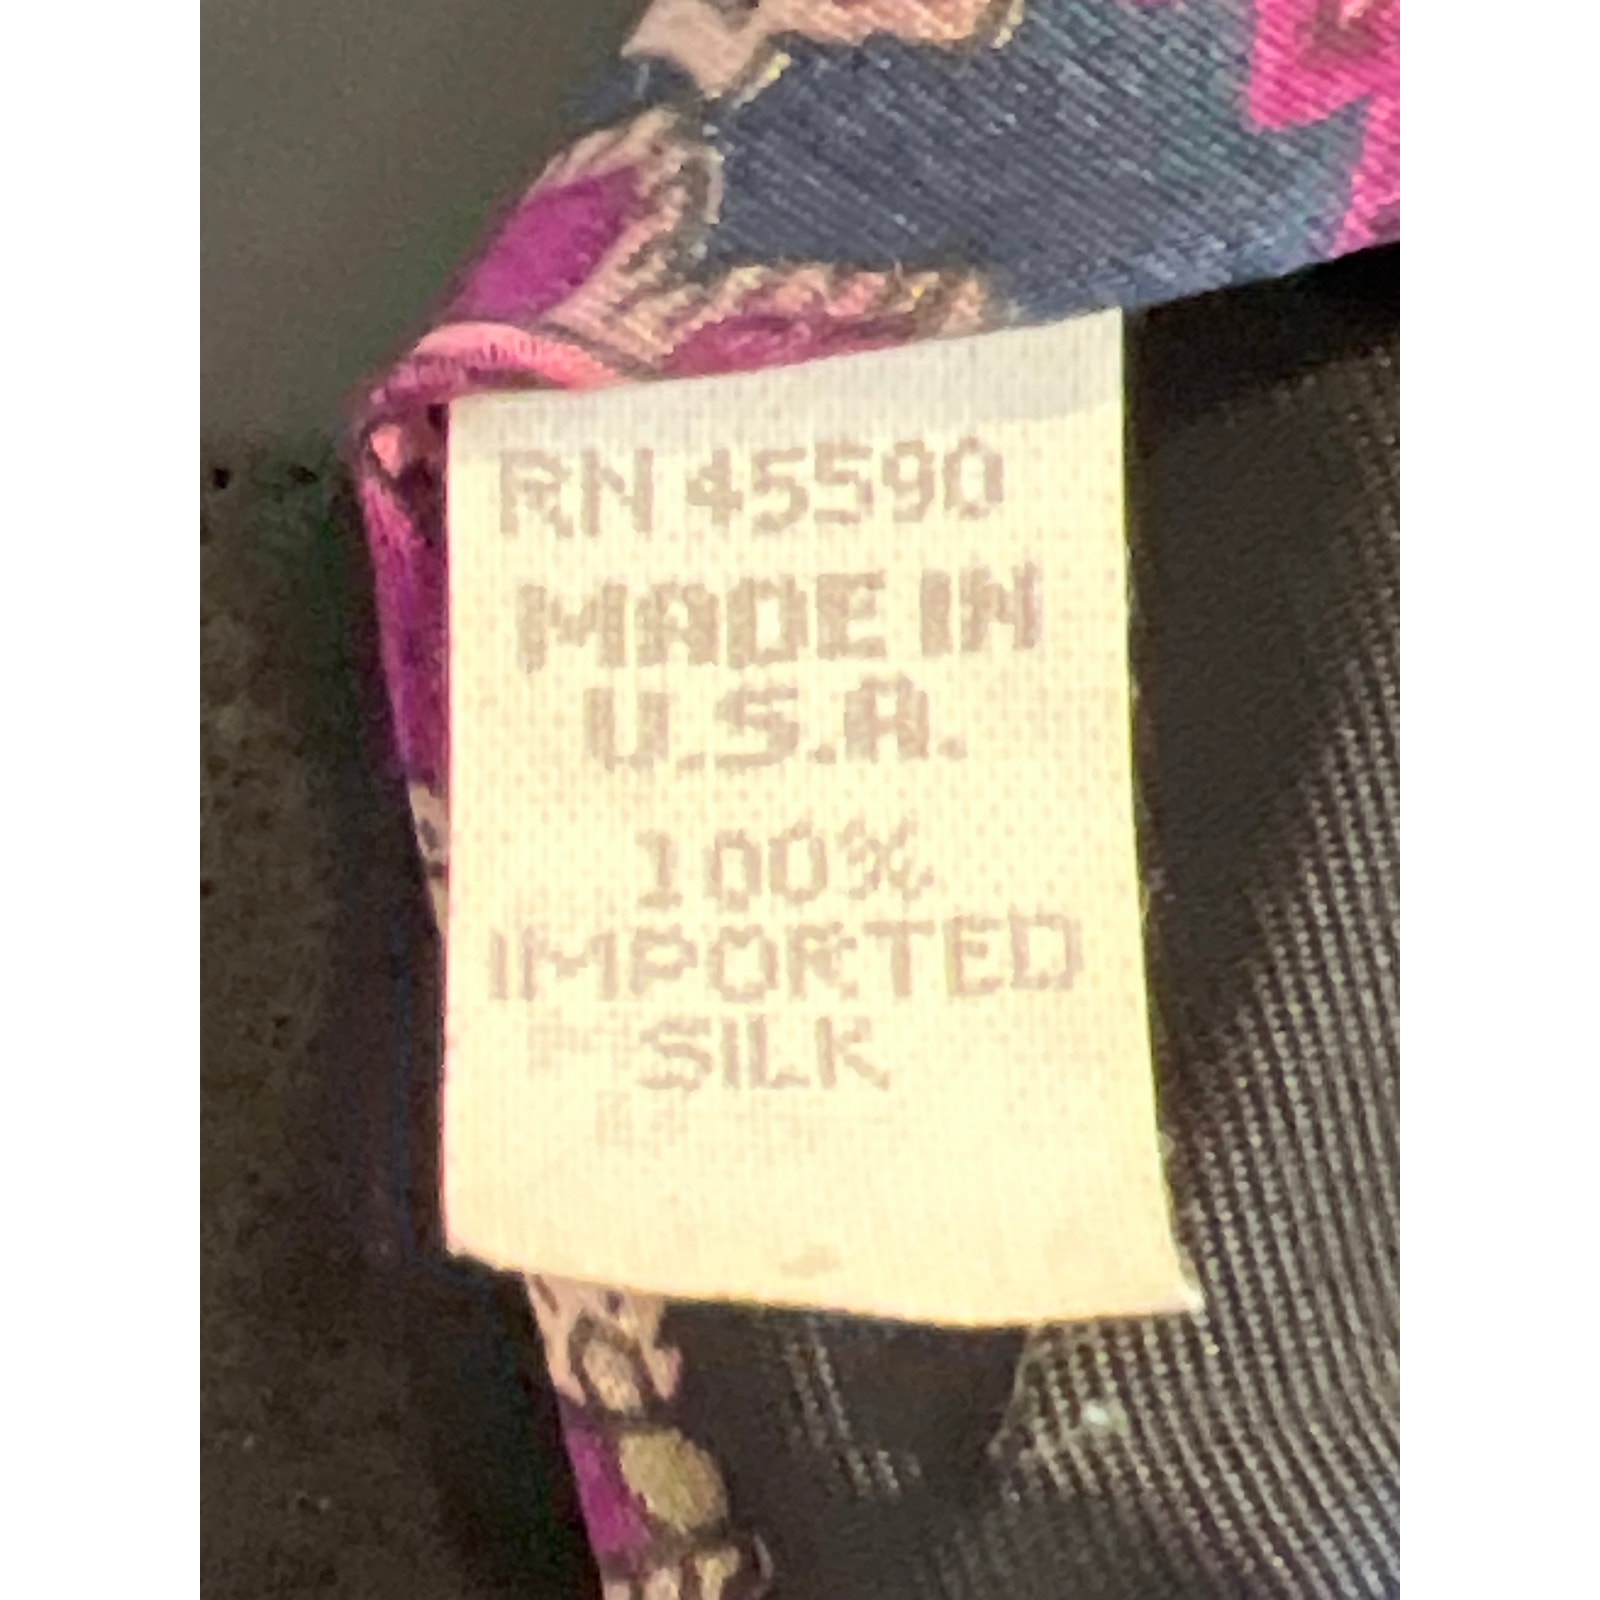 RN 45590
MADE IN
U.S.A.
100%
IMPORTED
SILK